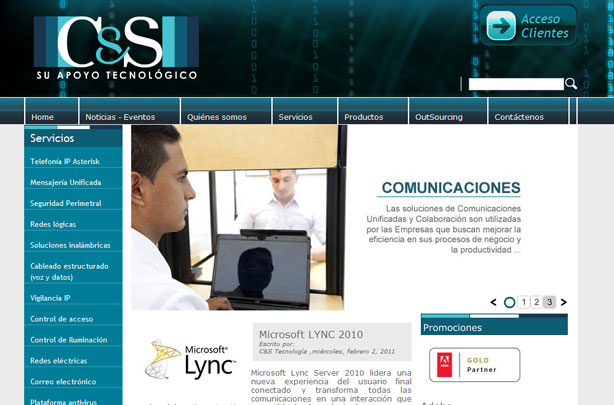 C&S
SU APOYO TECNOLÓGICO
Acceso
Clientes
Home
Noticias - Eventos
Quiénes somos
Servicios
Productos
OutSourcing
Contáctenos
Servicios
Telefonía IP Asterisk
Mensajería Unificada
Seguridad Perimetral
Redes lógicas
Soluciones Inalámbricas
Cableado estructurado
(voz y datos)
Vigilancia IP
Control de acceso
Control de iluminación
Redes eléctricas
Correo electrónico
Plataforma antivirus
COMUNICACIONES
Las soluciones de Comunicaciones
Unificadas y Colaboración son utilizadas
por las Empresas que buscan mejorar la
eficiencia en sus procesos de negocio y
la productividad ...
1 2 3
Microsoft®
Lync™
Microsoft LYNC 2010
Escrito por:
C&S Tecnología ,miércoles, febrero 2, 2011
Microsoft Lync Server 2010 lidera una
nueva experiencia del usuario final
conectado y transforma todas las
comunicaciones en una interacción que
Promociones
Adobe
GOLD
Partner